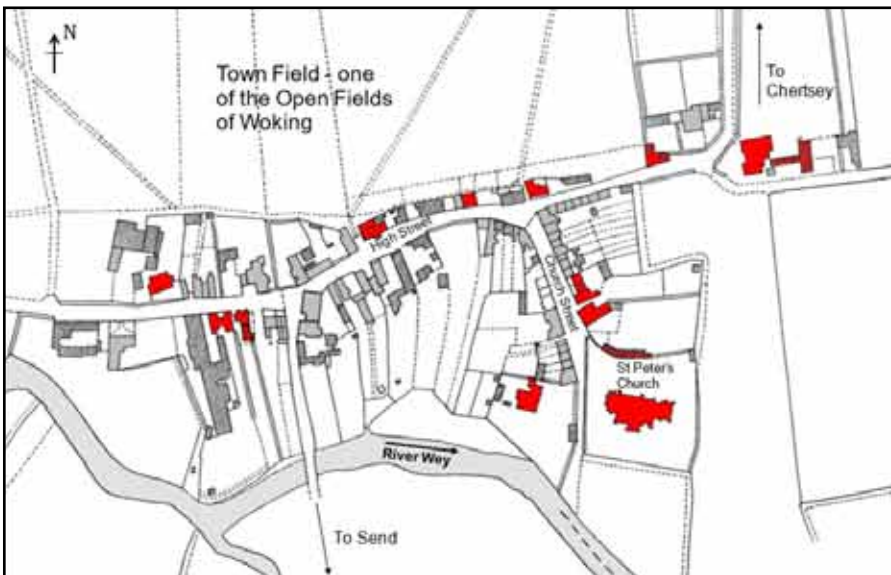 N
Town Field - one
of the Open Fields
of Woking
To
Chertsey
High Street
Church Street
St Peter's
Church
River Wey
To Send